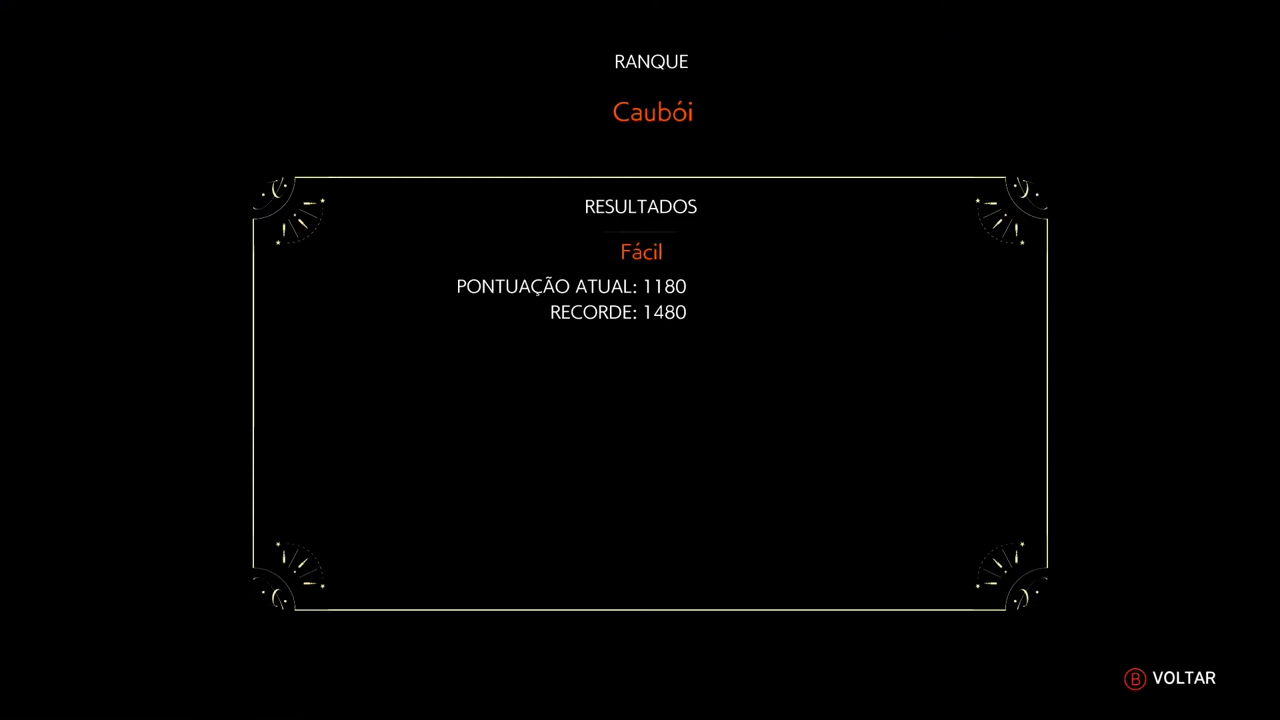 RANQUE
Caubói
RESULTADOS
Fácil
PONTUAÇÃO ATUAL: 1180
RECORDE: 1480
B VOLTAR